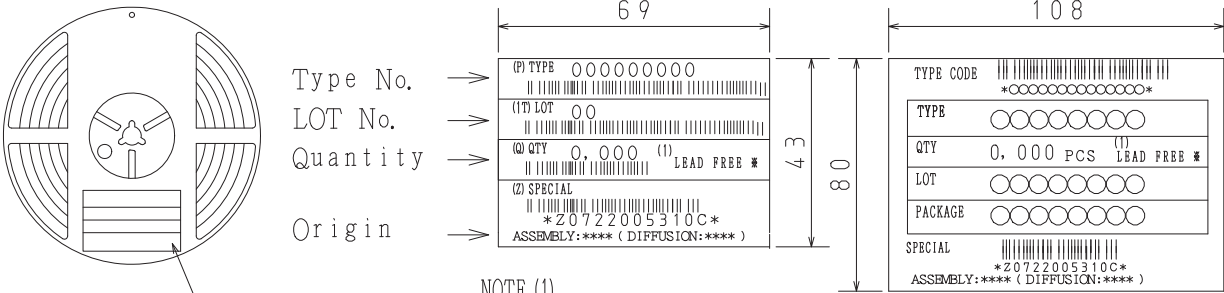 69
108
Type No.
LOT No.
Quantity
Origin
(P) TYPE 000000000
(1T) LOT 00
(Q) QTY 0,000 (1) LEAD FREE *
(Z) SPECIAL
*Z0722005310C*
ASSEMBLY:**** (DIFFUSION:****)
43
80
TYPE CODE
*○○○○○○○○○○○○○○*
TYPE ○○○○○○○○
QTY 0,000 PCS (1) LEAD FREE *
LOT ○○○○○○○○
PACKAGE ○○○○○○○○
SPECIAL
*Z0722005310C*
ASSEMBLY:**** (DIFFUSION:****)
NOTE (1)